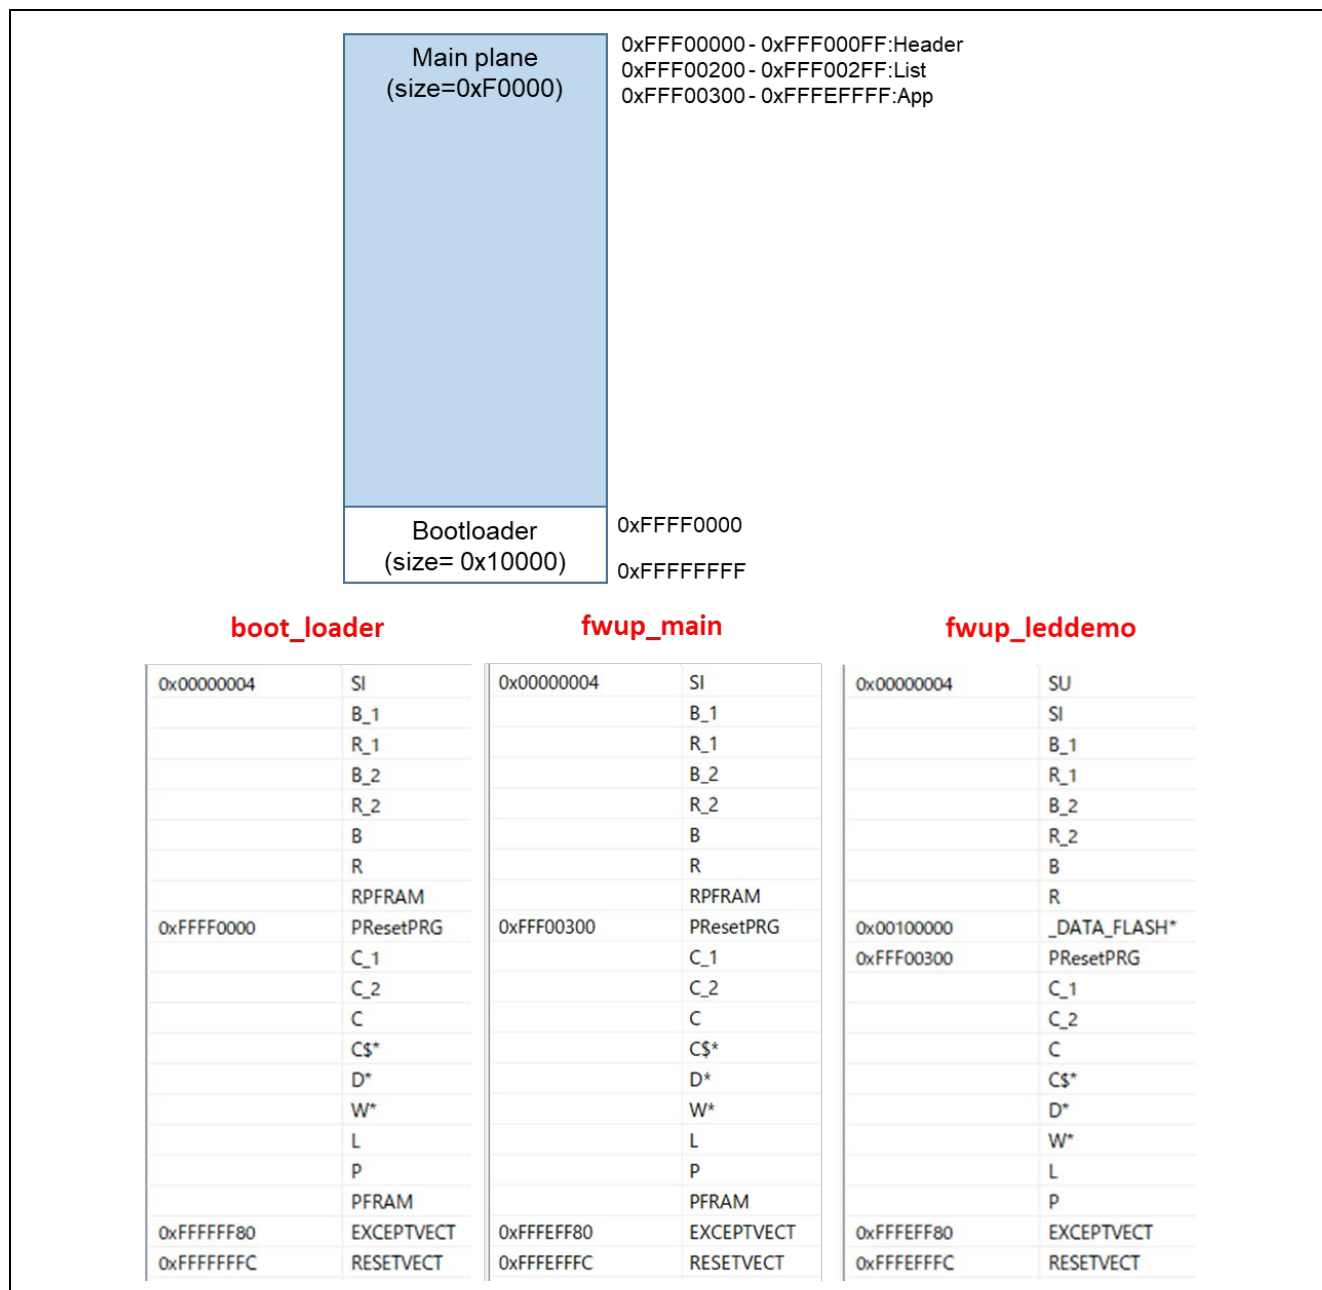 Main plane
(size=0xF0000)
0xFFF00000 - 0xFFF000FF:Header
0xFFF00200 - 0xFFF002FF:List
0xFFF00300 - 0xFFFEFFFF:App
Bootloader
(size= 0x10000)
0xFFFF0000
0xFFFFFFFF
boot_loader
0x00000004 SI
B_1
R_1
B_2
R_2
B
R
RPFRAM
0xFFFF0000 PResetPRG
C_1
C_2
C
C$*
D*
W*
L
P
PFRAM
0xFFFFFF80 EXCEPTVECT
0xFFFFFFFC RESETVECT
fwup_main
0x00000004 SI
B_1
R_1
B_2
R_2
B
R
RPFRAM
0xFFF00300 PResetPRG
C_1
C_2
C
C$*
D*
W*
L
P
PFRAM
0xFFFEFF80 EXCEPTVECT
0xFFFEFFFC RESETVECT
fwup_leddemo
0x00000004 SU
SI
B_1
R_1
B_2
R_2
B
R
0x00100000 _DATA_FLASH*
0xFFF00300 PResetPRG
C_1
C_2
C
C$*
D*
W*
L
P
0xFFFEFF80 EXCEPTVECT
0xFFFEFFFC RESETVECT